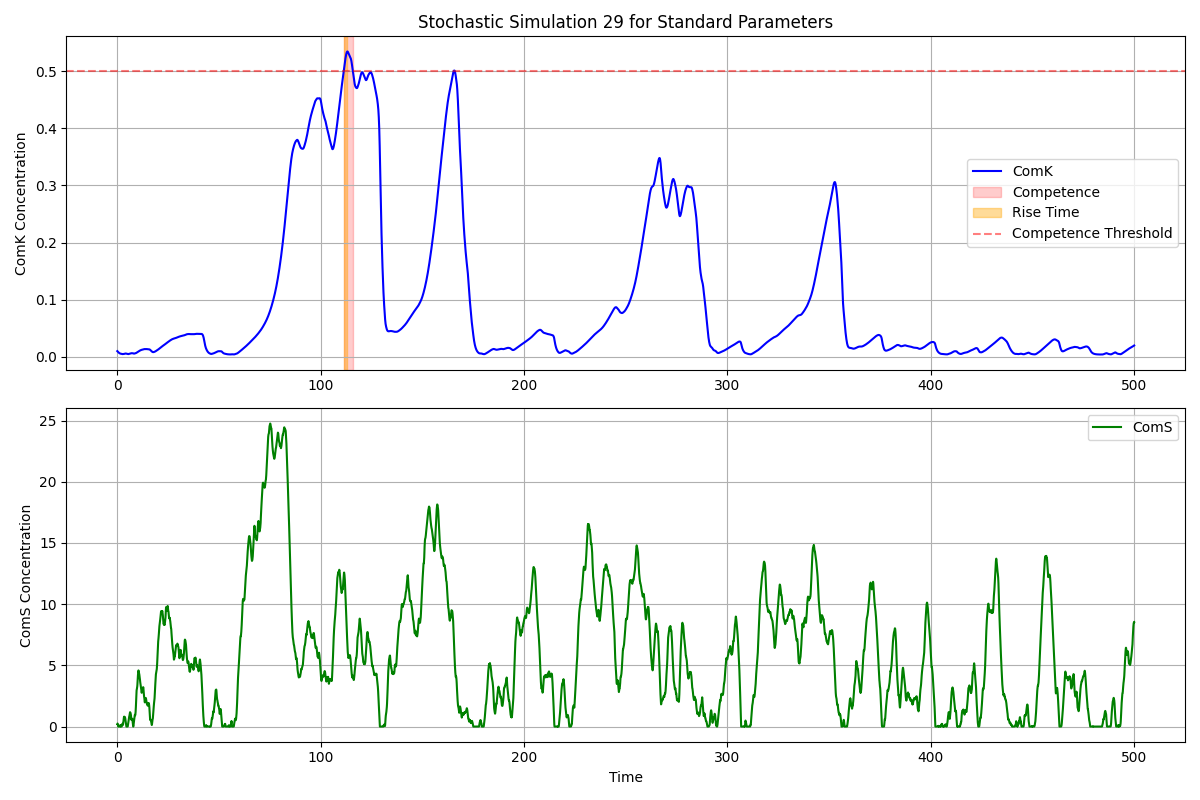 Stochastic Simulation 29 for Standard Parameters
ComK Concentration
0.5
0.4
0.3
0.2
0.1
0.0
ComK
Competence
Rise Time
Competence Threshold
0 100 200 300 400 500
ComS Concentration
25
20
15
10
5
0
ComS
0 100 200 300 400 500
Time